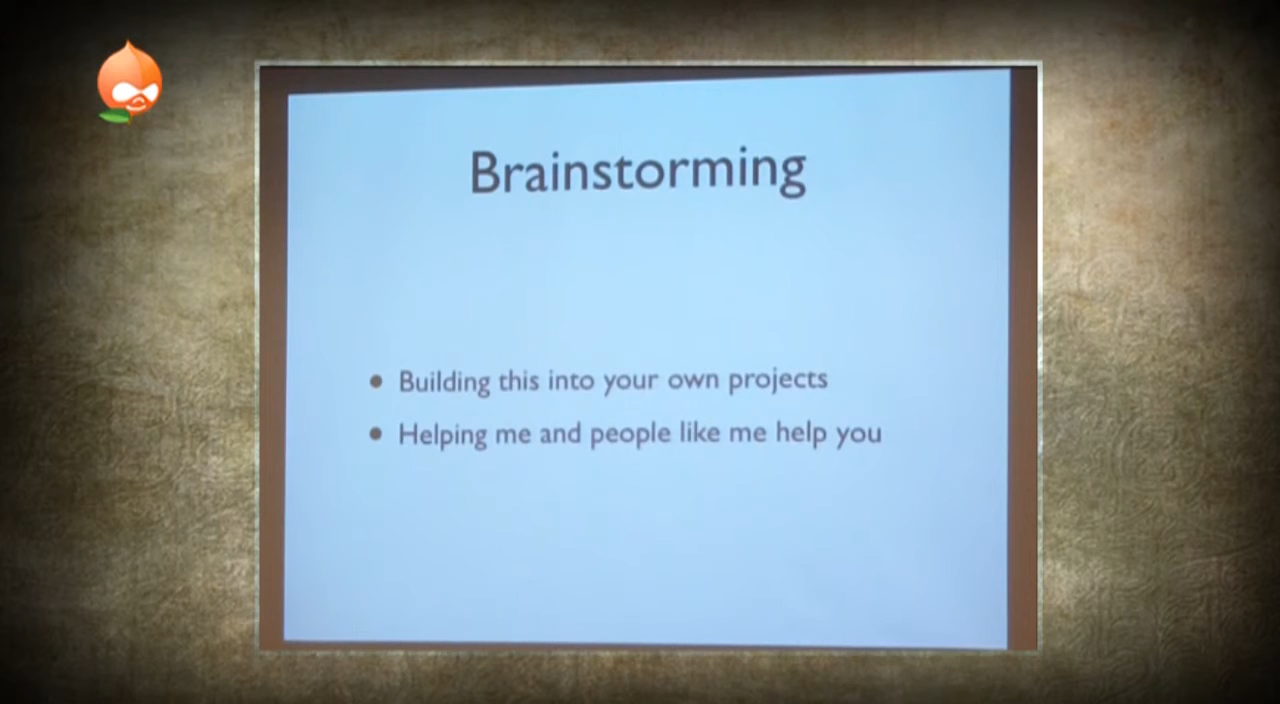 Brainstorming
• Building this into your own projects
• Helping me and people like me help you